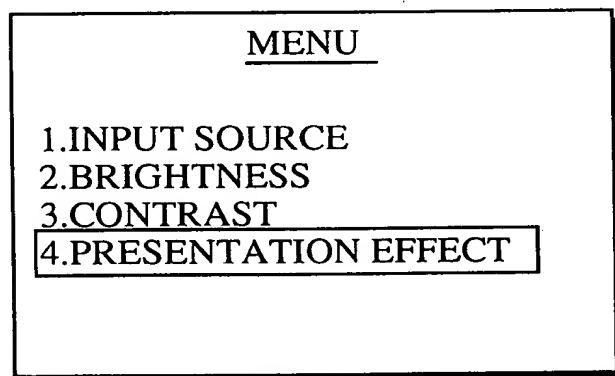 MENU
1.INPUT SOURCE
2.BRIGHTNESS
3.CONTRAST
4.PRESENTATION EFFECT